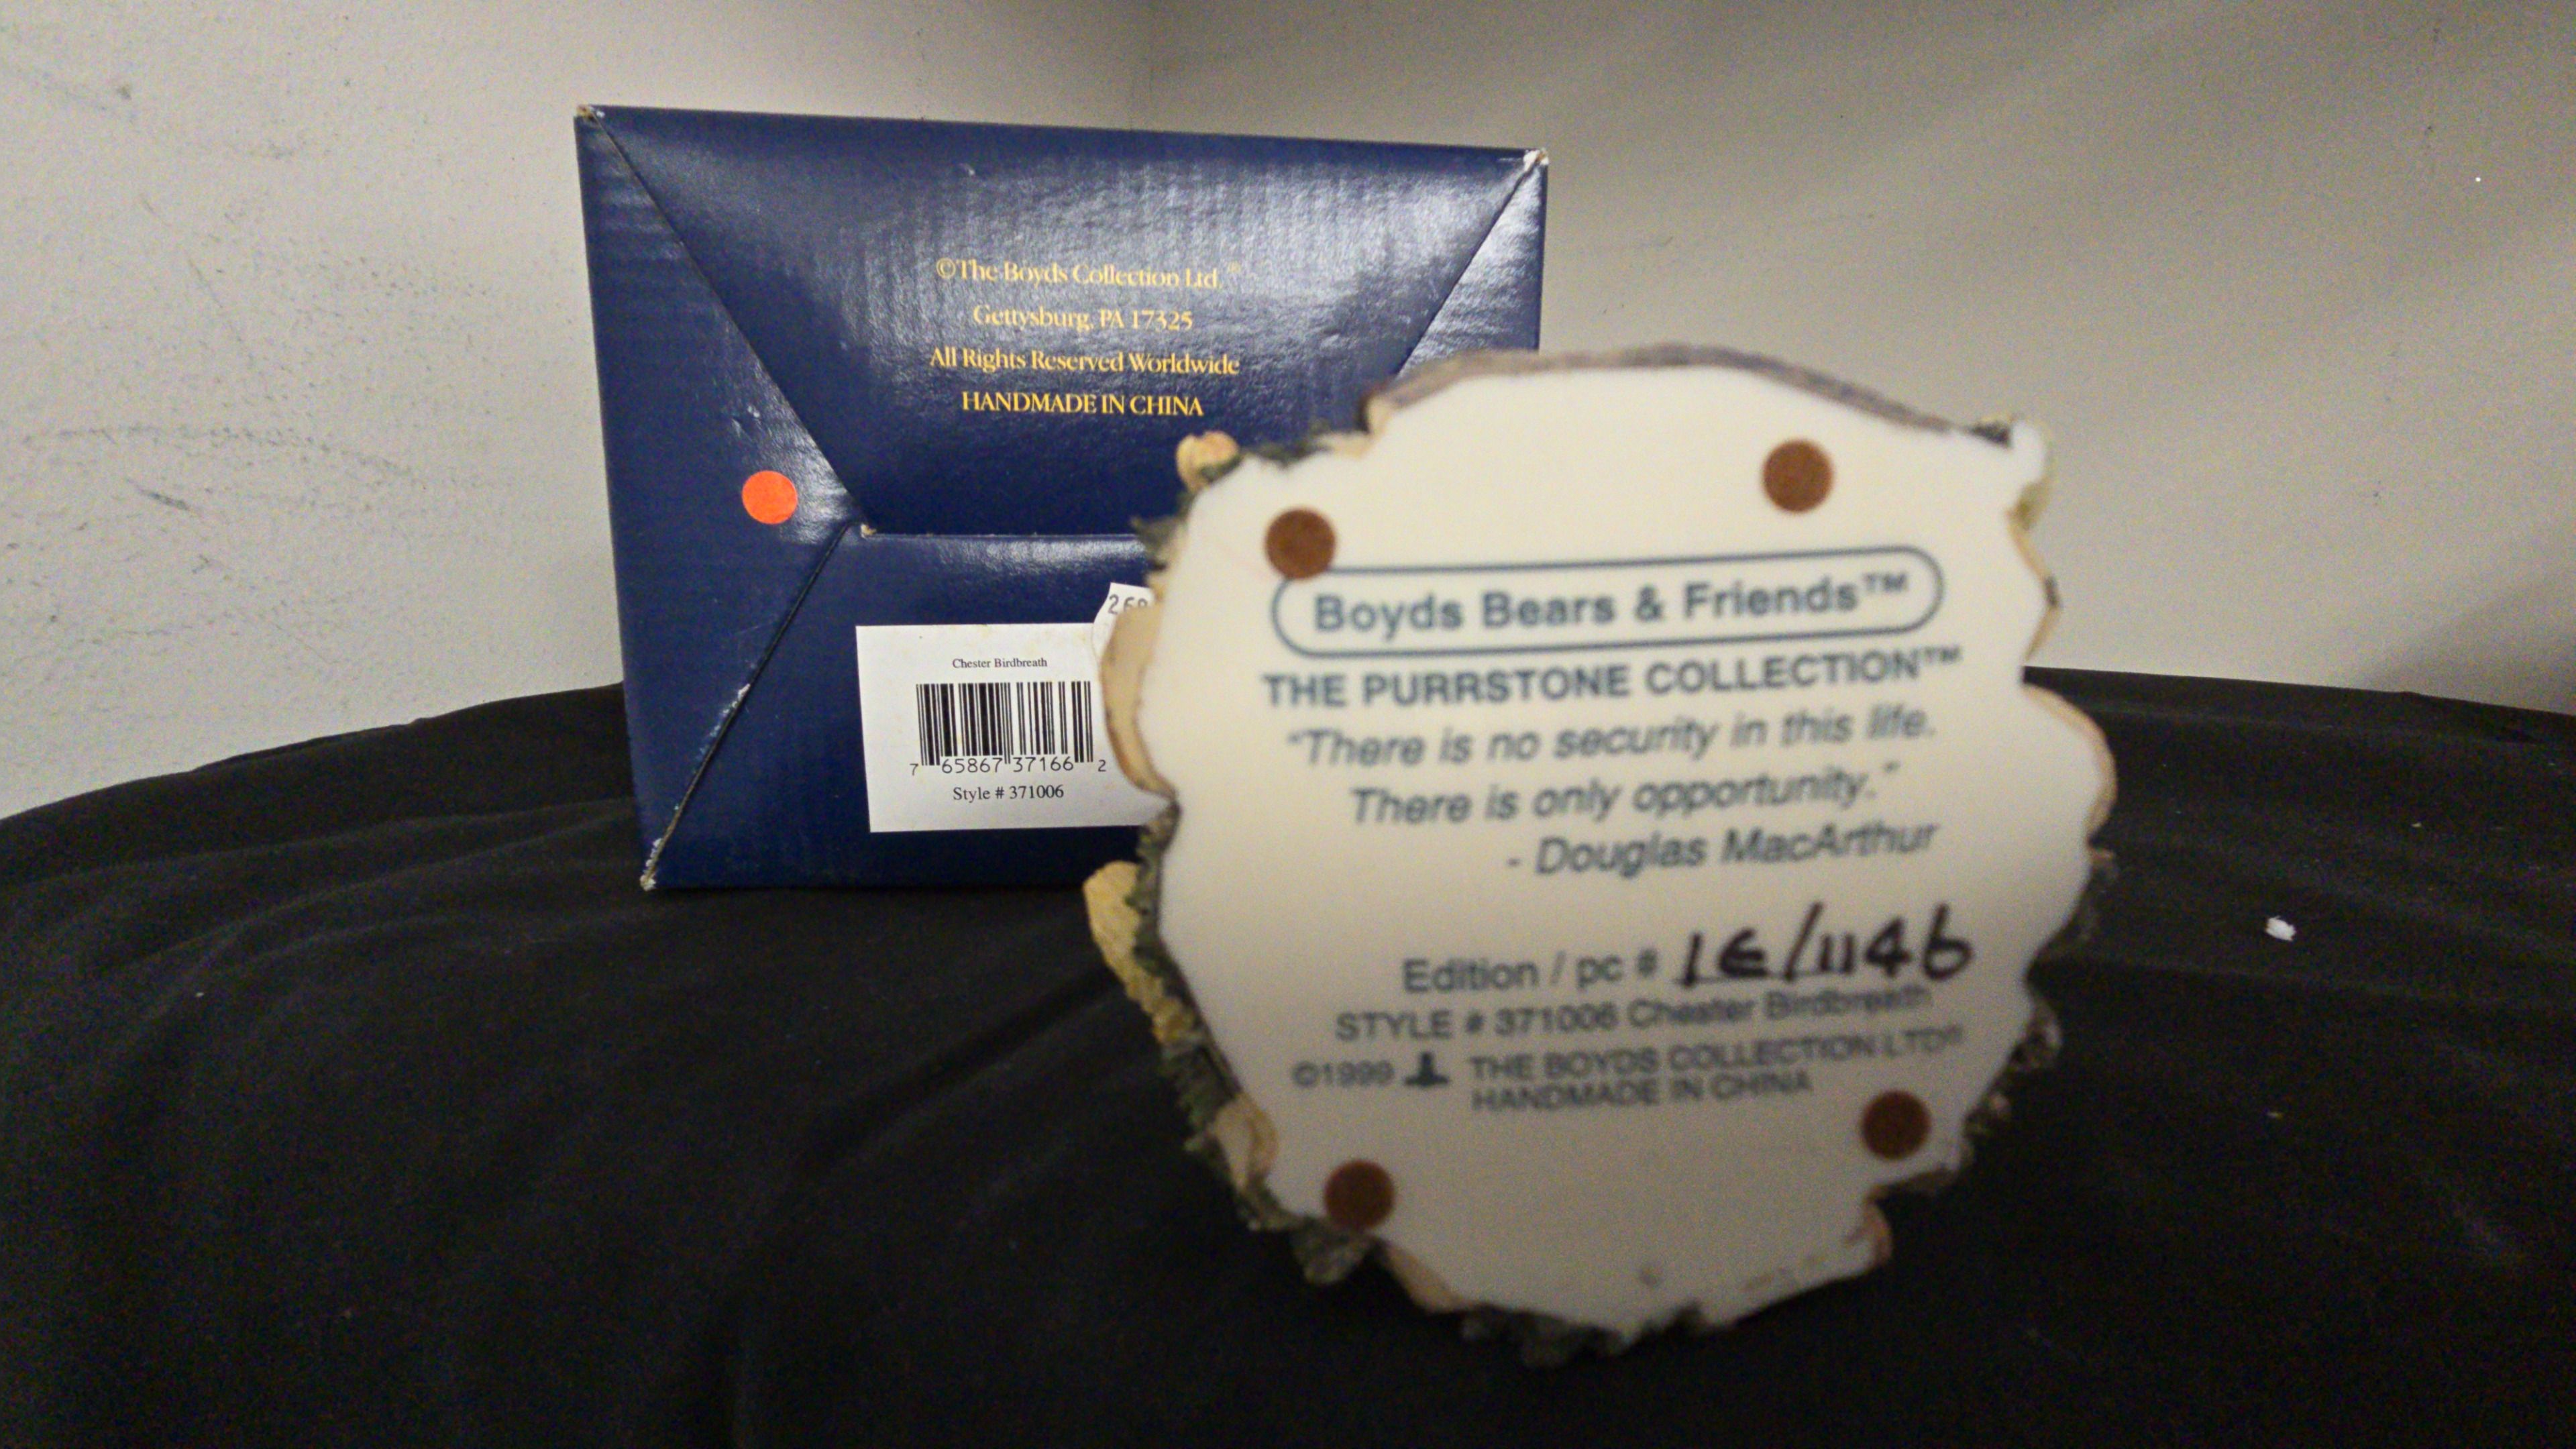 ©The Boyds Collection Ltd.™
Gettysburg, PA 17325
All Rights Reserved Worldwide
HANDMADE IN CHINA
Chester Birdbreath
7 65867 37166 2
Style # 371006
Boyds Bears & Friends™
THE PURRSTONE COLLECTION™
"There is no security in this life.
There is only opportunity."
- Douglas MacArthur
Edition / pc # 1E/1146
STYLE # 371006 Chester Birdbreath
©1999 THE BOYDS COLLECTION LTD®
HANDMADE IN CHINA